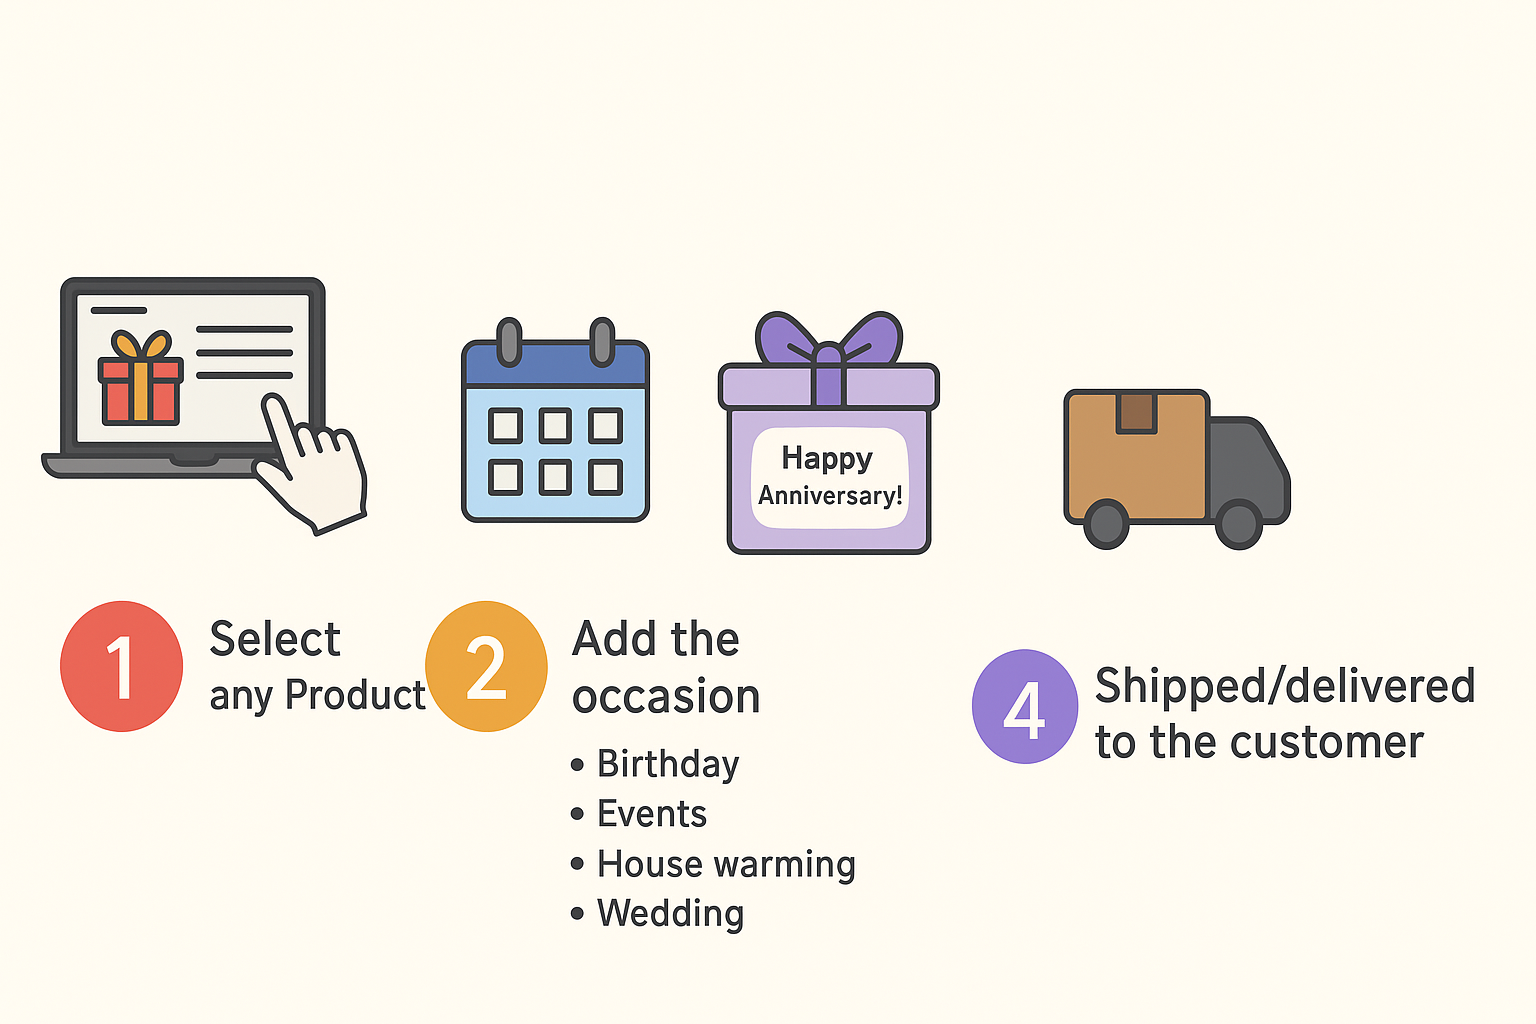 Happy
Anniversary!
1
Select
any Product
2
Add the
occasion
• Birthday
• Events
• House warming
• Wedding
4
Shipped/delivered
to the customer